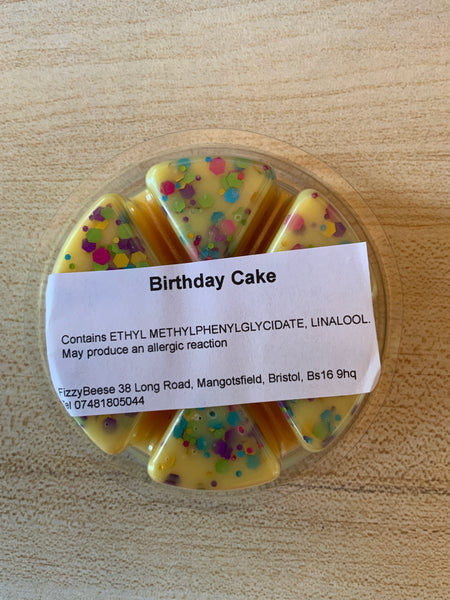 Birthday Cake
Contains ETHYL METHYLPHENYLGLYCIDATE, LINALOOL.
May produce an allergic reaction
FizzyBeese 38 Long Road, Mangotsfield, Bristol, Bs16 9hq
Tel 07481805044